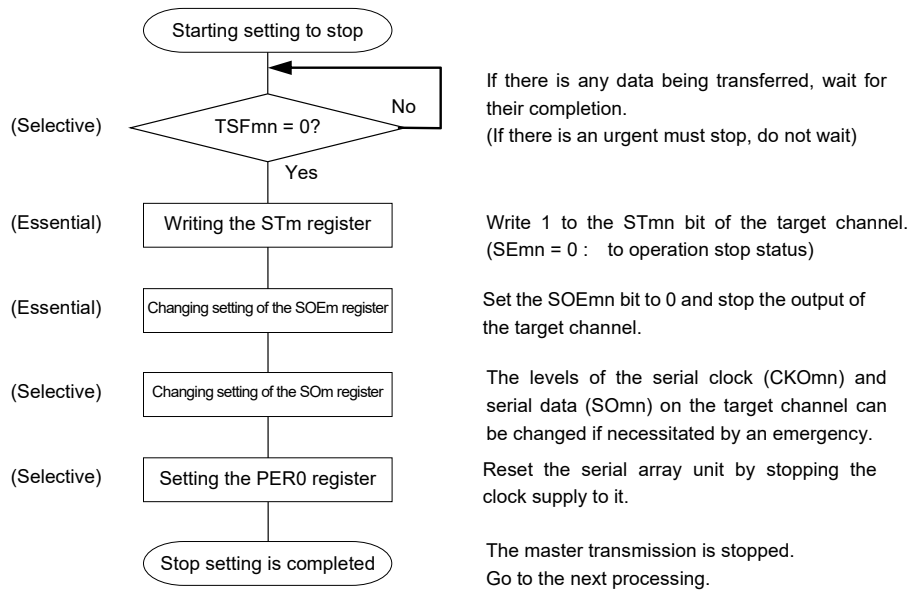 Starting setting to stop
No
If there is any data being transferred, wait for
their completion.
(If there is an urgent must stop, do not wait)
(Selective)
TSFmn = 0?
Yes
(Essential)
Writing the STm register
Write 1 to the STmn bit of the target channel.
(SEmn = 0 : to operation stop status)
(Essential)
Changing setting of the SOEm register
Set the SOEmn bit to 0 and stop the output of
the target channel.
(Selective)
Changing setting of the SOm register
The levels of the serial clock (CKOmn) and
serial data (SOmn) on the target channel can
be changed if necessitated by an emergency.
(Selective)
Setting the PER0 register
Reset the serial array unit by stopping the
clock supply to it.
Stop setting is completed
The master transmission is stopped.
Go to the next processing.